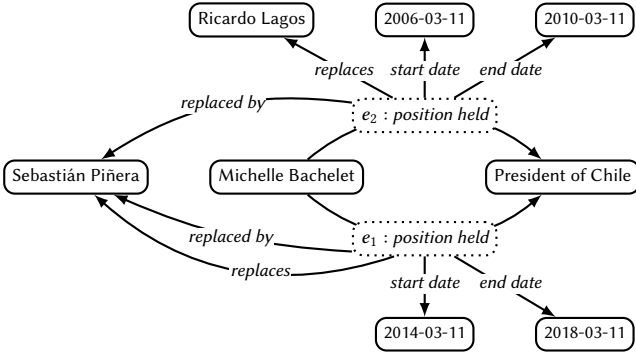 Ricardo Lagos 2006-03-11 2010-03-11
replaces start date end date
replaced by
e₂ : position held
Sebastián Piñera Michelle Bachelet President of Chile
replaced by
e₁ : position held
replaces
start date end date
2014-03-11 2018-03-11